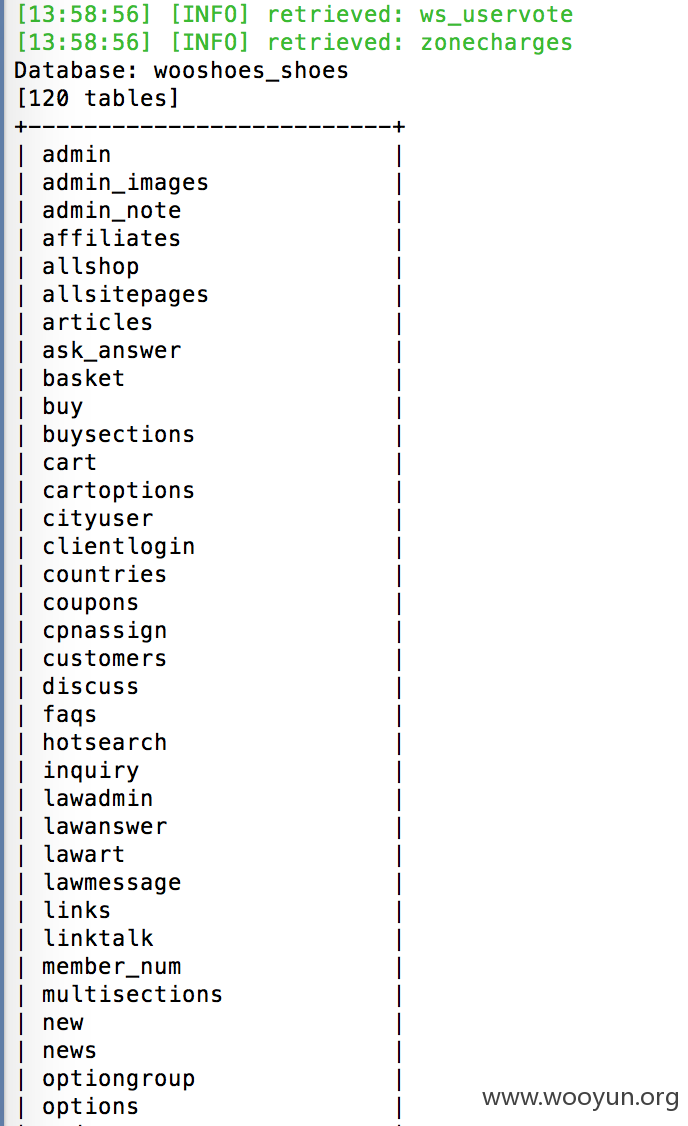 [13:58:56] [INFO] retrieved: ws_uservote
[13:58:56] [INFO] retrieved: zonecharges
Database: wooshoes_shoes
[120 tables]
+--------------------------+
| admin                    |
| admin_images             |
| admin_note               |
| affiliates               |
| allshop                  |
| allsitepages             |
| articles                 |
| ask_answer               |
| basket                   |
| buy                      |
| buysections              |
| cart                     |
| cartoptions              |
| cityuser                 |
| clientlogin              |
| countries                |
| coupons                  |
| cpnassign                |
| customers                |
| discuss                  |
| faqs                     |
| hotsearch                |
| inquiry                  |
| lawadmin                 |
| lawanswer                |
| lawart                   |
| lawmessage               |
| links                    |
| linktalk                 |
| member_num               |
| multisections            |
| new                      |
| news                     |
| optiongroup              |
| options                  |
www.wooyun.org